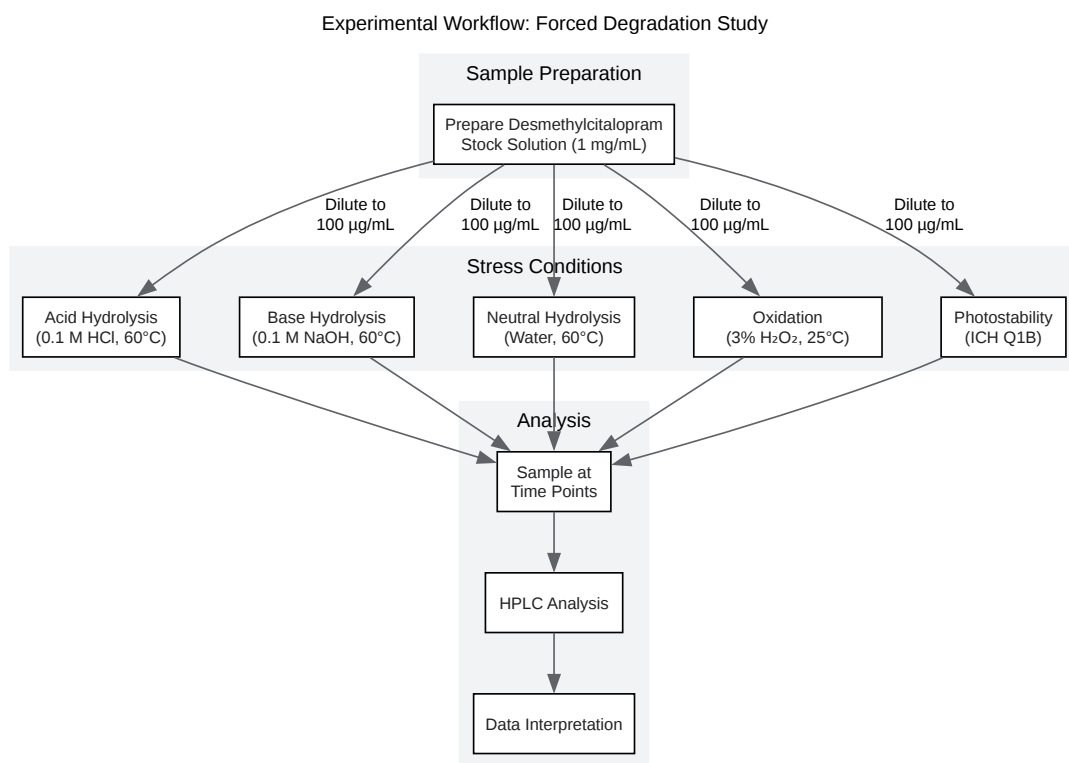 Experimental Workflow: Forced Degradation Study
Sample Preparation
Prepare Desmethylcitalopram
Stock Solution (1 mg/mL)
Dilute to
100 µg/mL
Dilute to
100 µg/mL
Dilute to
100 µg/mL
Dilute to
100 µg/mL
Dilute to
100 µg/mL
Stress Conditions
Acid Hydrolysis
(0.1 M HCl, 60°C)
Base Hydrolysis
(0.1 M NaOH, 60°C)
Neutral Hydrolysis
(Water, 60°C)
Oxidation
(3% H₂O₂, 25°C)
Photostability
(ICH Q1B)
Analysis
Sample at
Time Points
HPLC Analysis
Data Interpretation